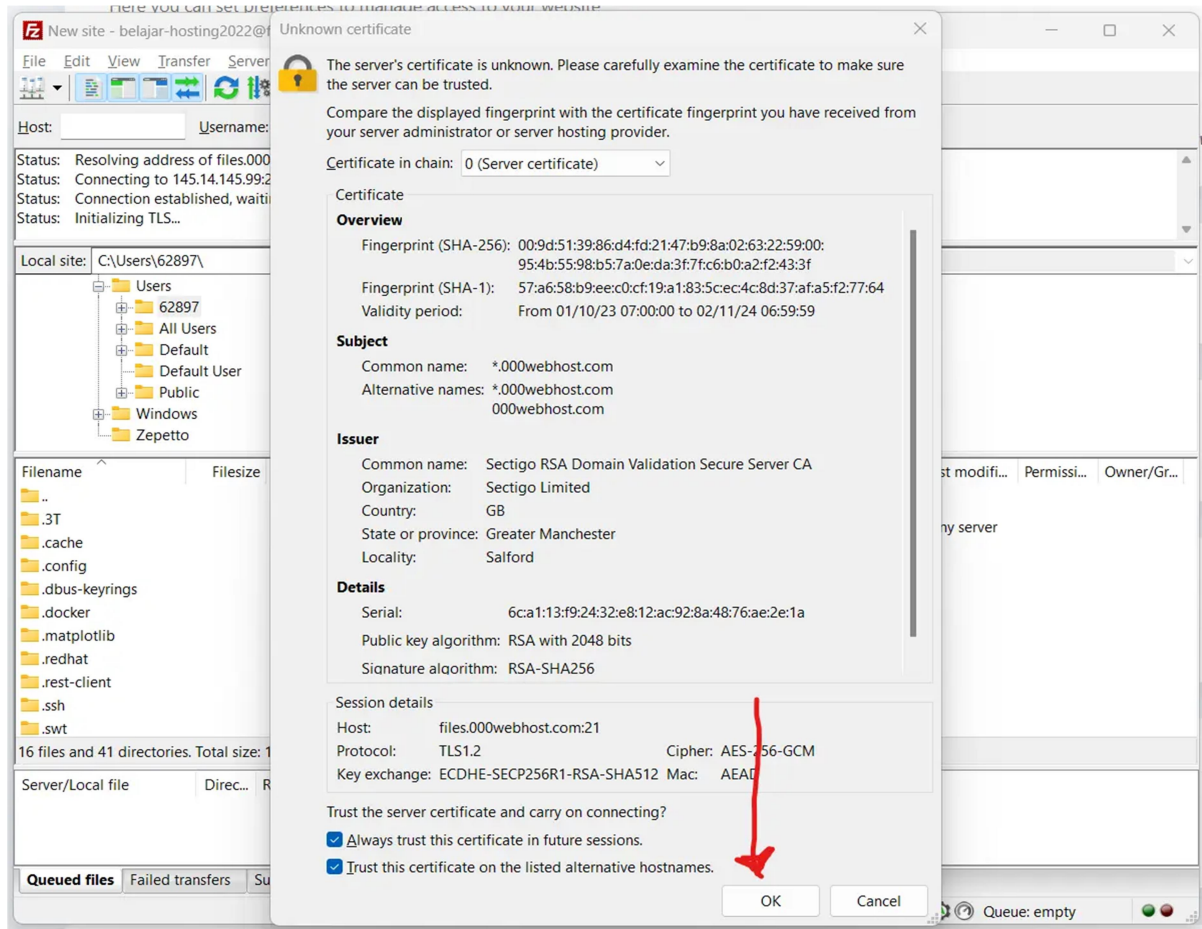 Here you can set preferences to manage access to your website
New site - belajar-hosting2022@f
File Edit View Transfer Server
Host: Username:
Status: Resolving address of files.000
Status: Connecting to 145.14.145.99:2
Status: Connection established, waiti
Status: Initializing TLS...
Local site: C:\Users\62897\
Users
62897
All Users
Default
Default User
Public
Windows
Zepetto
Filename Filesize
..
.3T
.cache
.config
.dbus-keyrings
.docker
.matplotlib
.redhat
.rest-client
.ssh
.swt
16 files and 41 directories. Total size: 1
Server/Local file Direc... R
Queued files Failed transfers Su
Unknown certificate
The server's certificate is unknown. Please carefully examine the certificate to make sure
the server can be trusted.
Compare the displayed fingerprint with the certificate fingerprint you have received from
your server administrator or server hosting provider.
Certificate in chain: 0 (Server certificate)
Certificate
Overview
Fingerprint (SHA-256): 00:9d:51:39:86:d4:fd:21:47:b9:8a:02:63:22:59:00:
95:4b:55:98:b5:7a:0e:da:3f:7f:c6:b0:a2:f2:43:3f
Fingerprint (SHA-1): 57:a6:58:b9:ee:c0:cf:19:a1:83:5c:ec:4c:8d:37:af:a5:f2:77:64
Validity period: From 01/10/23 07:00:00 to 02/11/24 06:59:59
Subject
Common name: *.000webhost.com
Alternative names: *.000webhost.com
000webhost.com
Issuer
Common name: Sectigo RSA Domain Validation Secure Server CA
Organization: Sectigo Limited
Country: GB
State or province: Greater Manchester
Locality: Salford
Details
Serial: 6c:a1:13:f9:24:32:e8:12:ac:92:8a:48:76:ae:2e:1a
Public key algorithm: RSA with 2048 bits
Signature algorithm: RSA-SHA256
Session details
Host: files.000webhost.com:21
Protocol: TLS1.2 Cipher: AES-256-GCM
Key exchange: ECDHE-SECP256R1-RSA-SHA512 Mac: AEAD
Trust the server certificate and carry on connecting?
Always trust this certificate in future sessions.
Trust this certificate on the listed alternative hostnames.
OK Cancel
st modifi... Permissi... Owner/Gr...
ny server
Queue: empty